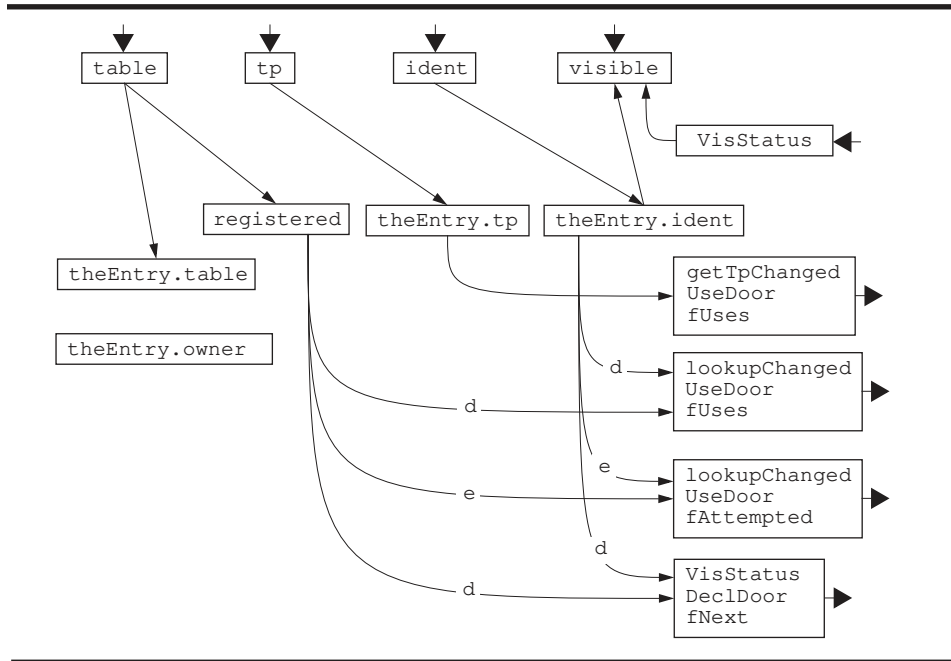 table
tp
ident
visible
VisStatus
registered
theEntry.tp
theEntry.ident
theEntry.table
getTpChanged
UseDoor
fUses
theEntry.owner
d
lookupChanged
UseDoor
fUses
d
e
lookupChanged
UseDoor
fAttempted
e
d
VisStatus
DeclDoor
fNext
d